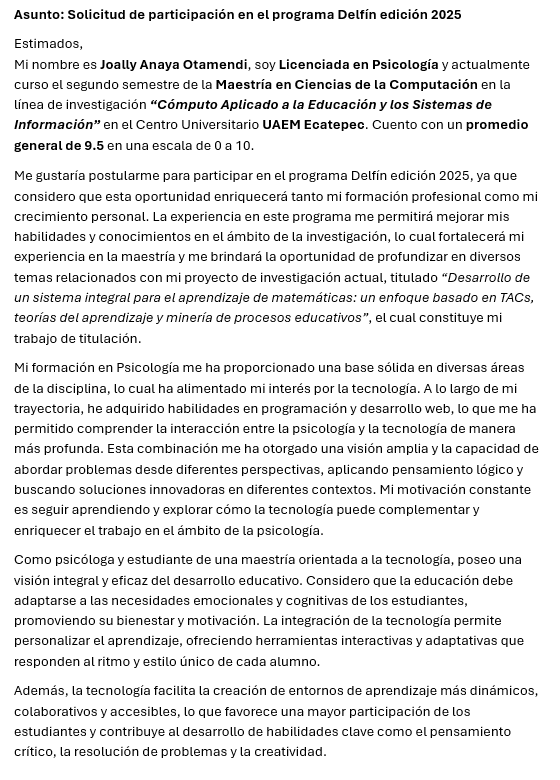 Asunto: Solicitud de participación en el programa Delfín edición 2025
Estimados,
Mi nombre es Joally Anaya Otamendi, soy Licenciada en Psicología y actualmente
curso el segundo semestre de la Maestría en Ciencias de la Computación en la
línea de investigación “Cómputo Aplicado a la Educación y los Sistemas de
Información” en el Centro Universitario UAEM Ecatepec. Cuento con un promedio
general de 9.5 en una escala de 0 a 10.
Me gustaría postularme para participar en el programa Delfín edición 2025, ya que
considero que esta oportunidad enriquecerá tanto mi formación profesional como mi
crecimiento personal. La experiencia en este programa me permitirá mejorar mis
habilidades y conocimientos en el ámbito de la investigación, lo cual fortalecerá mi
experiencia en la maestría y me brindará la oportunidad de profundizar en diversos
temas relacionados con mi proyecto de investigación actual, titulado “Desarrollo de
un sistema integral para el aprendizaje de matemáticas: un enfoque basado en TACs,
teorías del aprendizaje y minería de procesos educativos”, el cual constituye mi
trabajo de titulación.
Mi formación en Psicología me ha proporcionado una base sólida en diversas áreas
de la disciplina, lo cual ha alimentado mi interés por la tecnología. A lo largo de mi
trayectoria, he adquirido habilidades en programación y desarrollo web, lo que me ha
permitido comprender la interacción entre la psicología y la tecnología de manera
más profunda. Esta combinación me ha otorgado una visión amplia y la capacidad de
abordar problemas desde diferentes perspectivas, aplicando pensamiento lógico y
buscando soluciones innovadoras en diferentes contextos. Mi motivación constante
es seguir aprendiendo y explorar cómo la tecnología puede complementar y
enriquecer el trabajo en el ámbito de la psicología.
Como psicóloga y estudiante de una maestría orientada a la tecnología, poseo una
visión integral y eficaz del desarrollo educativo. Considero que la educación debe
adaptarse a las necesidades emocionales y cognitivas de los estudiantes,
promoviendo su bienestar y motivación. La integración de la tecnología permite
personalizar el aprendizaje, ofreciendo herramientas interactivas y adaptativas que
responden al ritmo y estilo único de cada alumno.
Además, la tecnología facilita la creación de entornos de aprendizaje más dinámicos,
colaborativos y accesibles, lo que favorece una mayor participación de los
estudiantes y contribuye al desarrollo de habilidades clave como el pensamiento
crítico, la resolución de problemas y la creatividad.